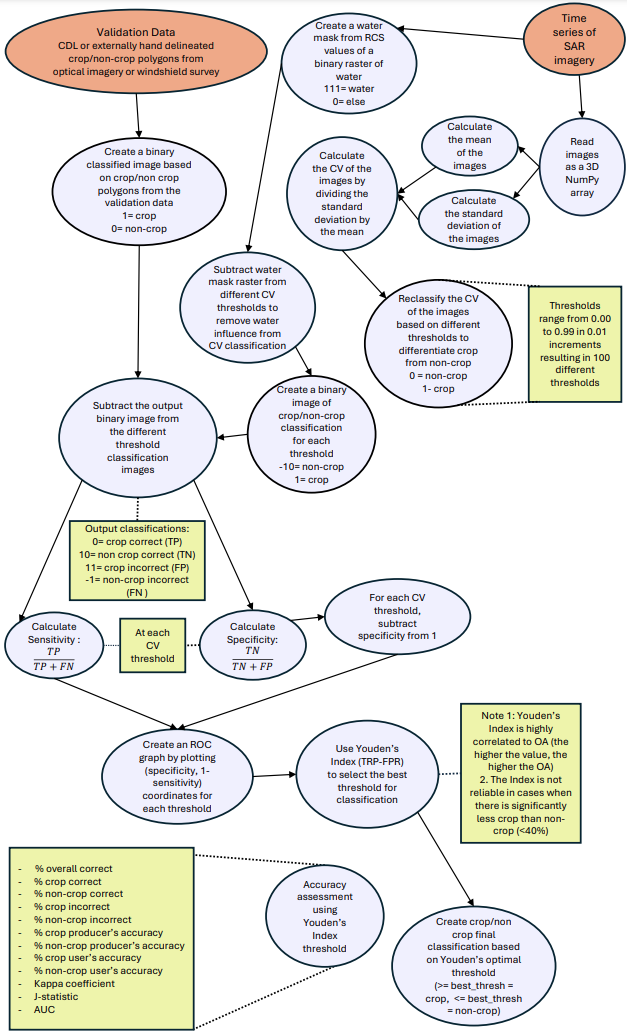 Validation Data
CDL or externally hand delineated
crop/non-crop polygons from
optical imagery or windshield survey
Create a water
mask from RCS
values of a
binary raster of
water
111= water
0= else
Time
series of
SAR
imagery
Create a binary
classified image based
on crop/non crop
polygons from the
validation data
1= crop
0= non-crop
Calculate
the CV of the
images by
dividing the
standard
deviation by
the mean
Calculate
the mean
of the
images
Calculate
the standard
deviation of
the images
Read
images
as a 3D
NumPy
array
Subtract water
mask raster from
different CV
thresholds to
remove water
influence from
CV classification
Reclassify the CV
of the images
based on different
thresholds to
differentiate crop
from non-crop
0 = non-crop
1- crop
Thresholds
range from 0.00
to 0.99 in 0.01
increments
resulting in 100
different
thresholds
Subtract the output
binary image from
the different
threshold
classification
images
Create a binary
image of
crop/non-crop
classification
for each
threshold
-10= non-crop
1= crop
Output classifications:
0= crop correct (TP)
10= non crop correct (TN)
11= crop incorrect (FP)
-1= non-crop incorrect
(FN )
Calculate
Sensitivity :
TP
TP + FN
At each
CV
threshold
Calculate
Specificity:
TN
TN + FP
For each CV
threshold,
subtract
specificity from 1
Create an ROC
graph by plotting
(specificity, 1-
sensitivity)
coordinates for
each threshold
Use Youden's
Index (TRP-FPR)
to select the best
threshold for
classification
Note 1: Youden's
Index is highly
correlated to OA (the
higher the value, the
higher the OA)
2. The Index is not
reliable in cases when
there is significantly
less crop than non-
crop (<40%)
- % overall correct
- % crop correct
- % non-crop correct
- % crop incorrect
- % non-crop incorrect
- % crop producer's accuracy
- % non-crop producer's accuracy
- % crop user's accuracy
- % non-crop user's accuracy
- Kappa coefficient
- J-statistic
- AUC
Accuracy
assessment
using
Youden's
Index
threshold
Create crop/non
crop final
classification based
on Youden's optimal
threshold
(>= best_thresh =
crop, <= best_thresh
= non-crop)